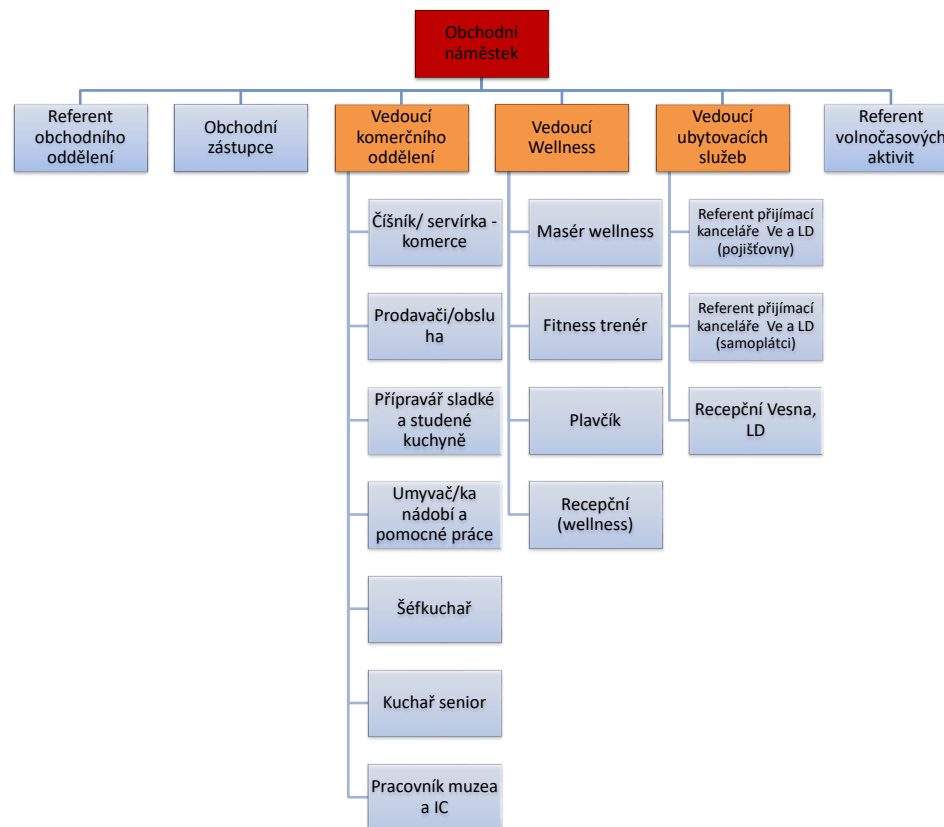 Obchodní
náměstek
Referent
obchodního
oddělení
Obchodní
zástupce
Vedoucí
komerčního
oddělení
Vedoucí
Wellness
Vedoucí
ubytovacích
služeb
Referent
volnočasových
aktivit
Číšník/ servírka -
komerce
Prodavači/obslu
ha
Přípravář sladké
a studené
kuchyně
Umyvač/ka
nádobí a
pomocné práce
Šéfkuchař
Kuchař senior
Pracovník muzea
a IC
Masér wellness
Fitness trenér
Plavčík
Recepční
(wellness)
Referent přijímací
kanceláře Ve a LD
(pojišťovny)
Referent přijímací
kanceláře Ve a LD
(samoplátci)
Recepční Vesna,
LD